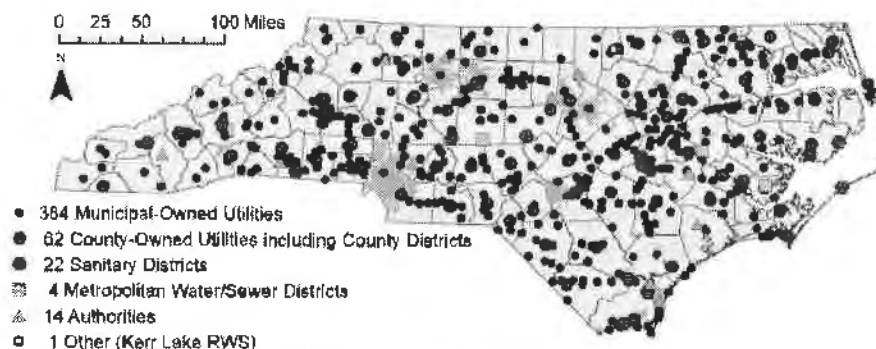 0 25 50 100 Miles
N
384 Municipal-Owned Utilities
62 County-Owned Utilities including County Districts
22 Sanitary Districts
4 Metropolitan Water/Sewer Districts
14 Authorities
1 Other (Kerr Lake RWS)